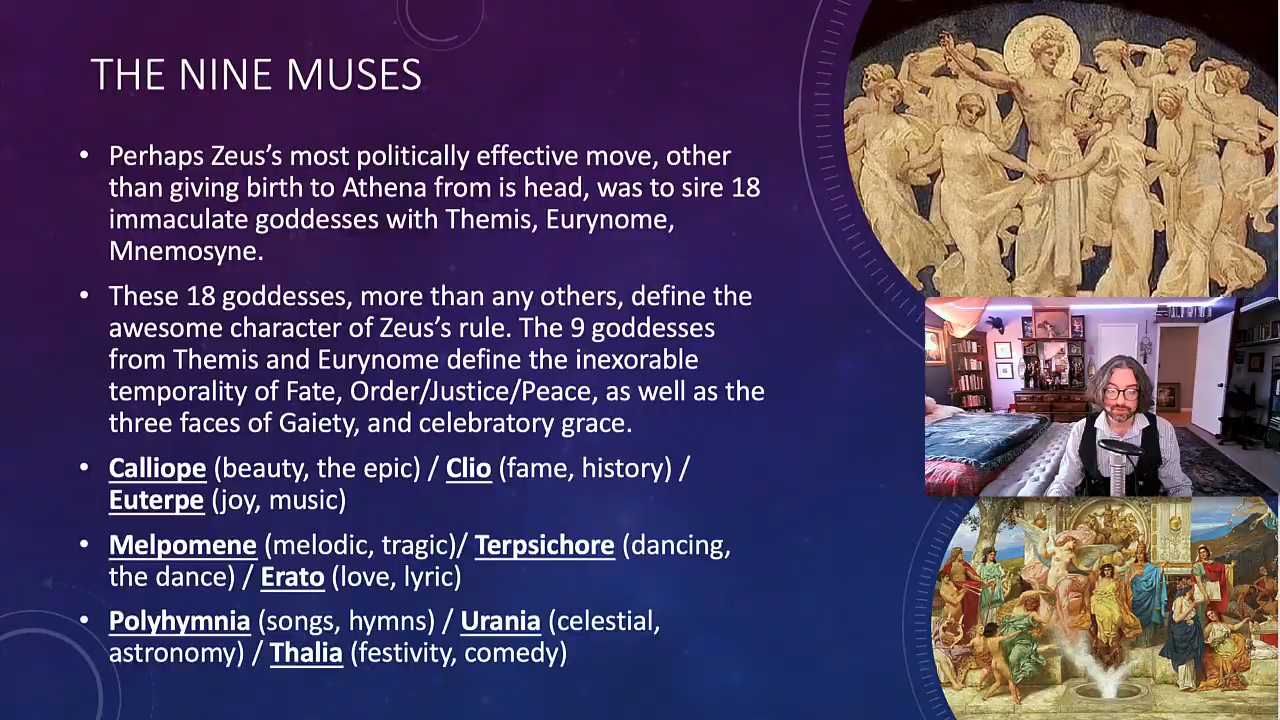 THE NINE MUSES
• Perhaps Zeus’s most politically effective move, other
than giving birth to Athena from is head, was to sire 18
immaculate goddesses with Themis, Eurynome,
Mnemosyne.
• These 18 goddesses, more than any others, define the
awesome character of Zeus’s rule. The 9 goddesses
from Themis and Eurynome define the inexorable
temporality of Fate, Order/Justice/Peace, as well as the
three faces of Gaiety, and celebratory grace.
• Calliope (beauty, the epic) / Clio (fame, history) /
Euterpe (joy, music)
• Melpomene (melodic, tragic)/ Terpsichore (dancing,
the dance) / Erato (love, lyric)
• Polyhymnia (songs, hymns) / Urania (celestial,
astronomy) / Thalia (festivity, comedy)